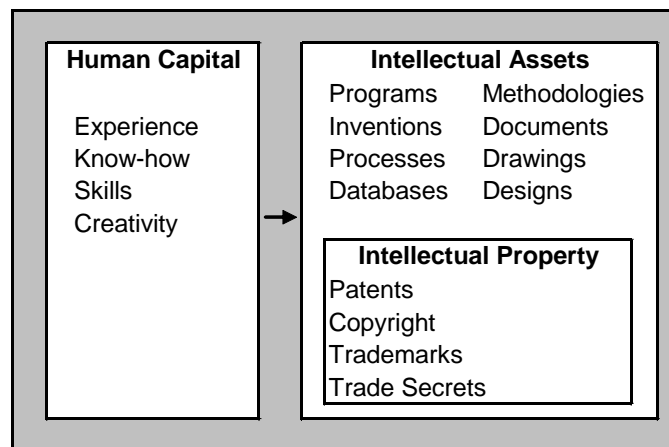 Human Capital
Experience
Know-how
Skills
Creativity
Intellectual Assets
Programs Methodologies
Inventions Documents
Processes Drawings
Databases Designs
Intellectual Property
Patents
Copyright
Trademarks
Trade Secrets